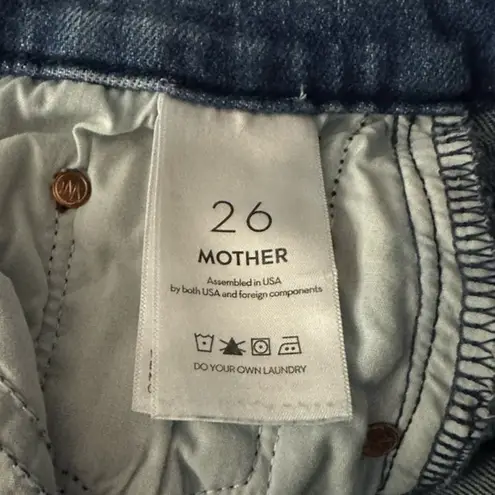 26
MOTHER
Assembled in USA
by both USA and foreign components
DO YOUR OWN LAUNDRY